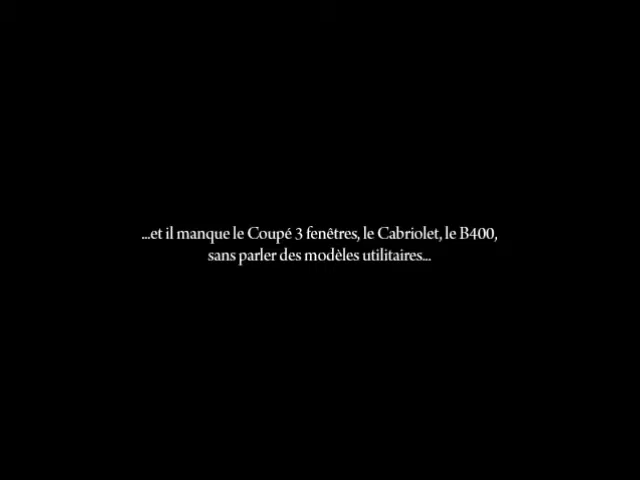 ...et il manque le Coupé 3 fenêtres, le Cabriolet, le B400,
sans parler des modèles utilitaires...